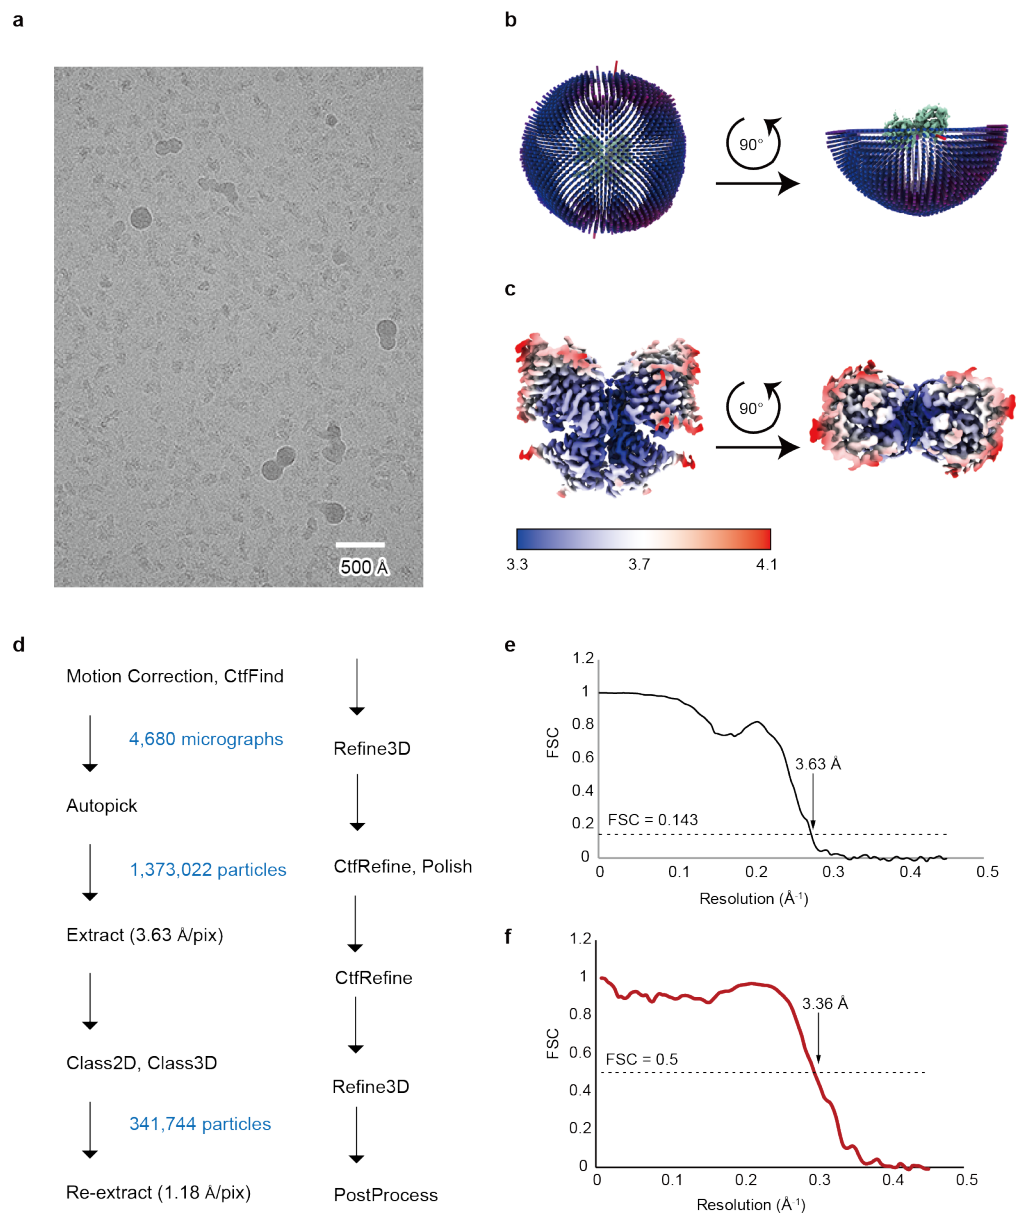 a
500 Å
b
90°
c
90°
3.3
3.7
4.1
d
Motion Correction, CtfFind
4,680 micrographs
Autopick
1,373,022 particles
Extract (3.63 Å/pix)
Class2D, Class3D
341,744 particles
Re-extract (1.18 Å/pix)
Refine3D
CtfRefine, Polish
CtfRefine
Refine3D
PostProcess
e
1.2
1
0.8
0.6
0.4
0.2
0
FSC
3.63 Å
FSC = 0.143
0
0.1
0.2
0.3
0.4
0.5
Resolution (Å-1)
f
1.2
1
0.8
0.6
0.4
0.2
0
FSC
3.36 Å
FSC = 0.5
0
0.1
0.2
0.3
0.4
0.5
Resolution (Å-1)